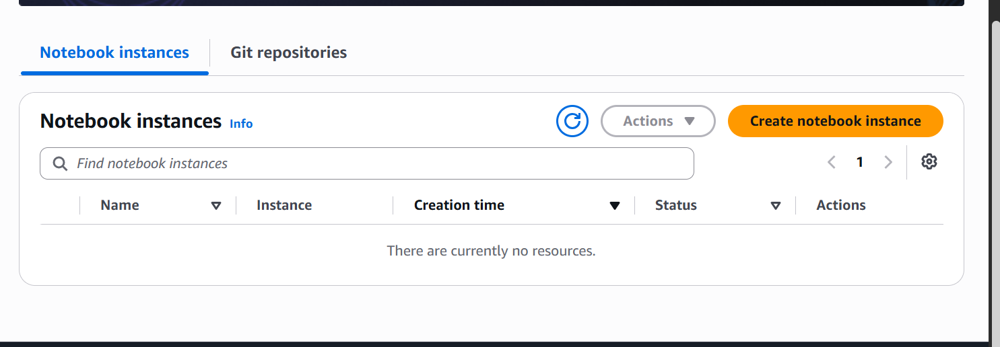 Notebook instances Git repositories
Notebook instances Info Actions Create notebook instance
Find notebook instances 1
Name Instance Creation time Status Actions
There are currently no resources.